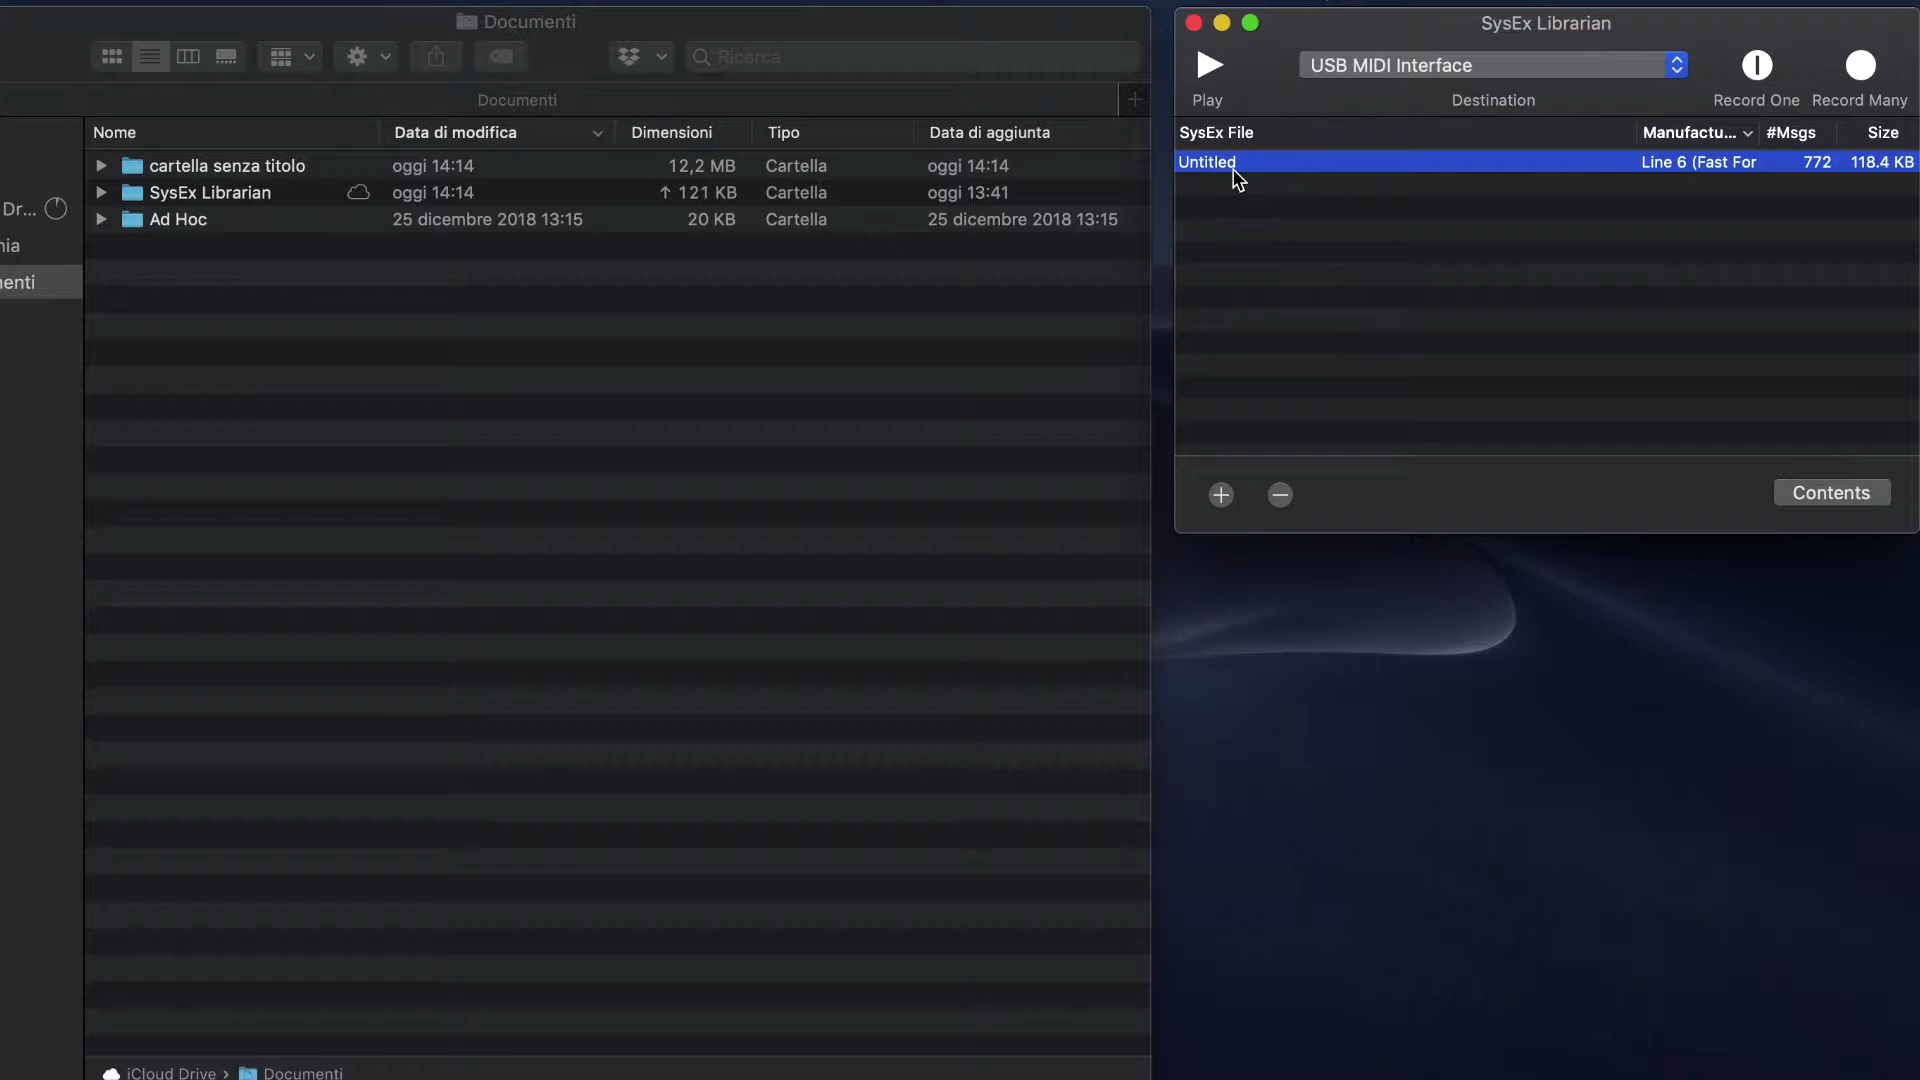 Documenti
Ricerca
Documenti
Nome Data di modifica Dimensioni Tipo Data di aggiunta
cartella senza titolo oggi 14:14 12,2 MB Cartella oggi 14:14
SysEx Librarian oggi 14:14 ↑ 121 KB Cartella oggi 13:41
Ad Hoc 25 dicembre 2018 13:15 20 KB Cartella 25 dicembre 2018 13:15
Dr...
nia
nenti
iCloud Drive › Documenti
SysEx Librarian
USB MIDI Interface
Play Destination Record One Record Many
SysEx File Manufactu... #Msgs Size
Untitled Line 6 (Fast For 772 118.4 KB
Contents